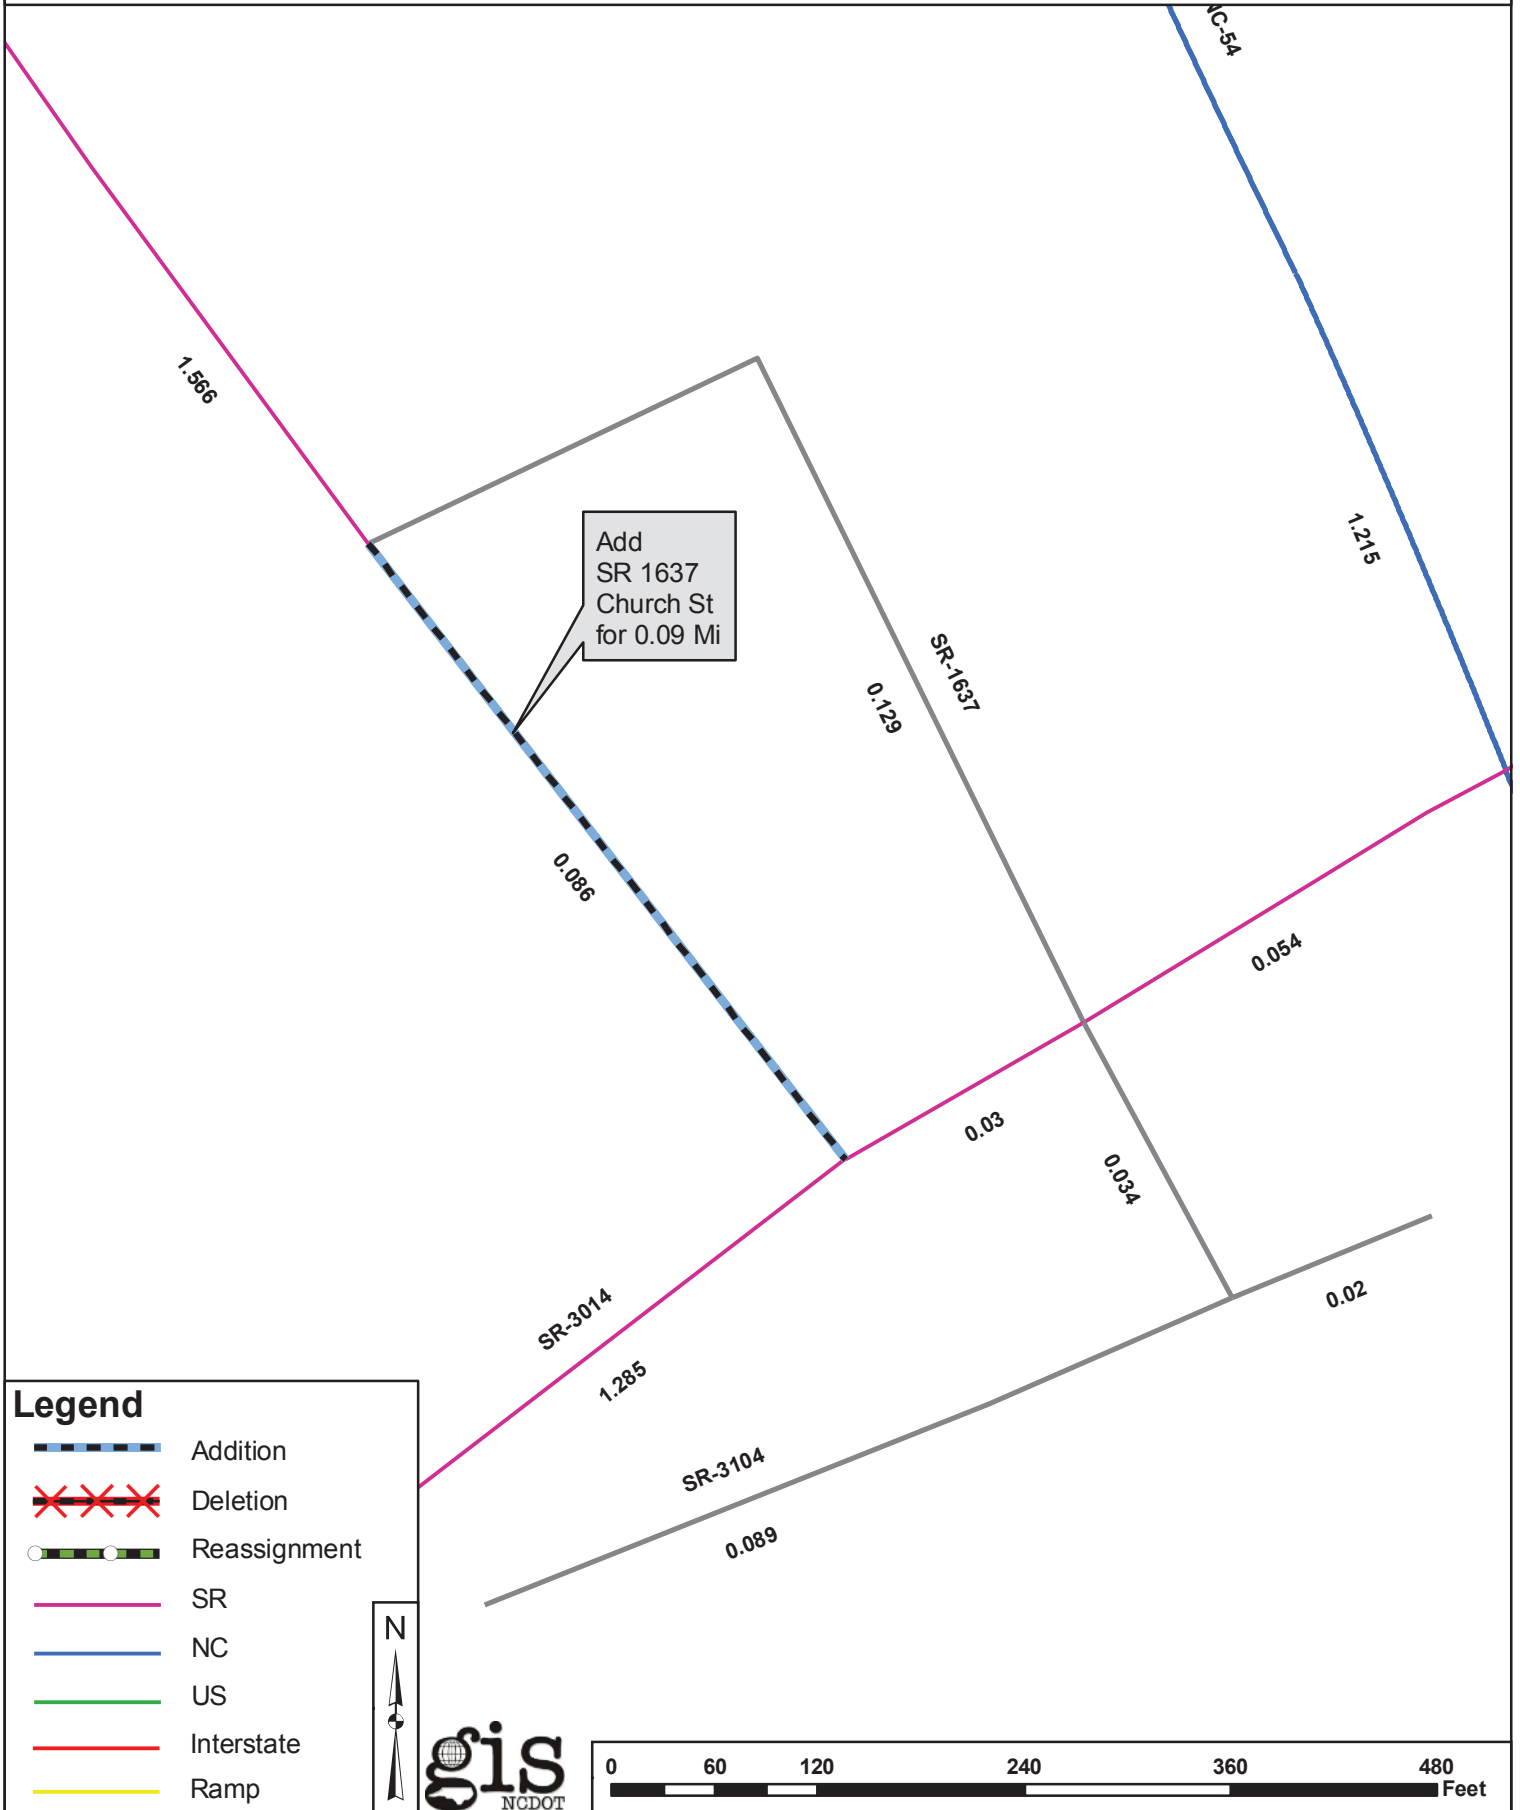 NC-54
1.566
1.215
Add
SR 1637
Church St
for 0.09 Mi
SR-1637
0.129
0.086
0.054
0.03
0.034
SR-3014
1.285
0.02
SR-3104
0.089
Legend
Addition
Deletion
Reassignment
SR
NC
US
Interstate
Ramp
N
gis
NCDOT
0 60 120 240 360 480
Feet